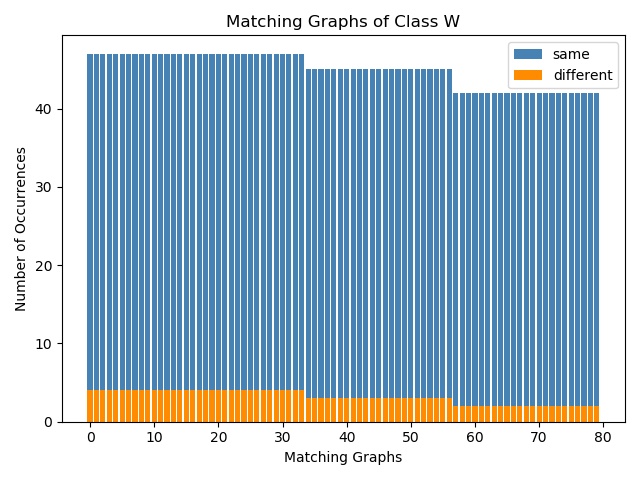 Matching Graphs of Class W
same
different
Number of Occurrences
40
30
20
10
0
0 10 20 30 40 50 60 70 80
Matching Graphs